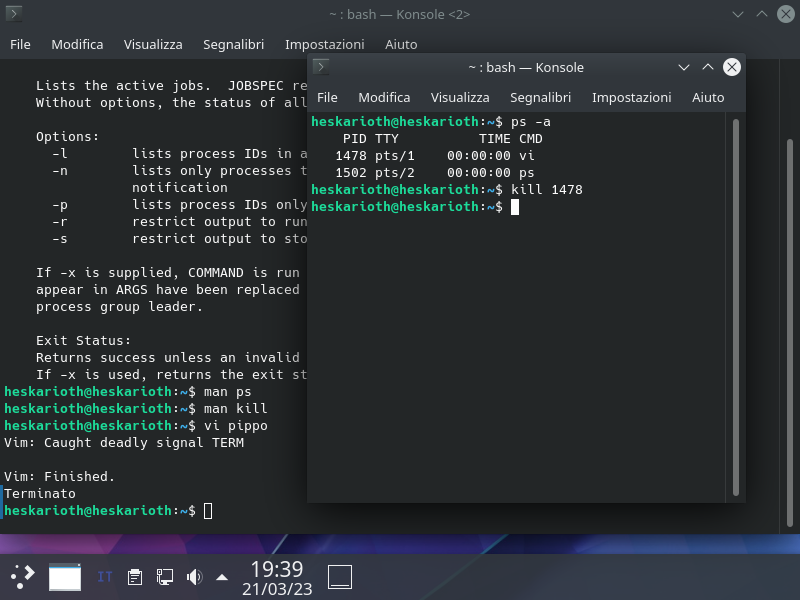 ~ : bash — Konsole <2>
File Modifica Visualizza Segnalibri Impostazioni Aiuto
Lists the active jobs.  JOBSPEC re
Without options, the status of all
Options:
-l        lists process IDs in a
-n        lists only processes t
notification
-p        lists process IDs only
-r        restrict output to run
-s        restrict output to sto
If -x is supplied, COMMAND is run
appear in ARGS have been replaced
process group leader.
Exit Status:
Returns success unless an invalid
If -x is used, returns the exit st
heskarioth@heskarioth:~$ man ps
heskarioth@heskarioth:~$ man kill
heskarioth@heskarioth:~$ vi pippo
Vim: Caught deadly signal TERM
Vim: Finished.
Terminato
heskarioth@heskarioth:~$
~ : bash — Konsole
File Modifica Visualizza Segnalibri Impostazioni Aiuto
heskarioth@heskarioth:~$ ps -a
PID TTY          TIME CMD
1478 pts/1    00:00:00 vi
1502 pts/2    00:00:00 ps
heskarioth@heskarioth:~$ kill 1478
heskarioth@heskarioth:~$
IT
19:39
21/03/23